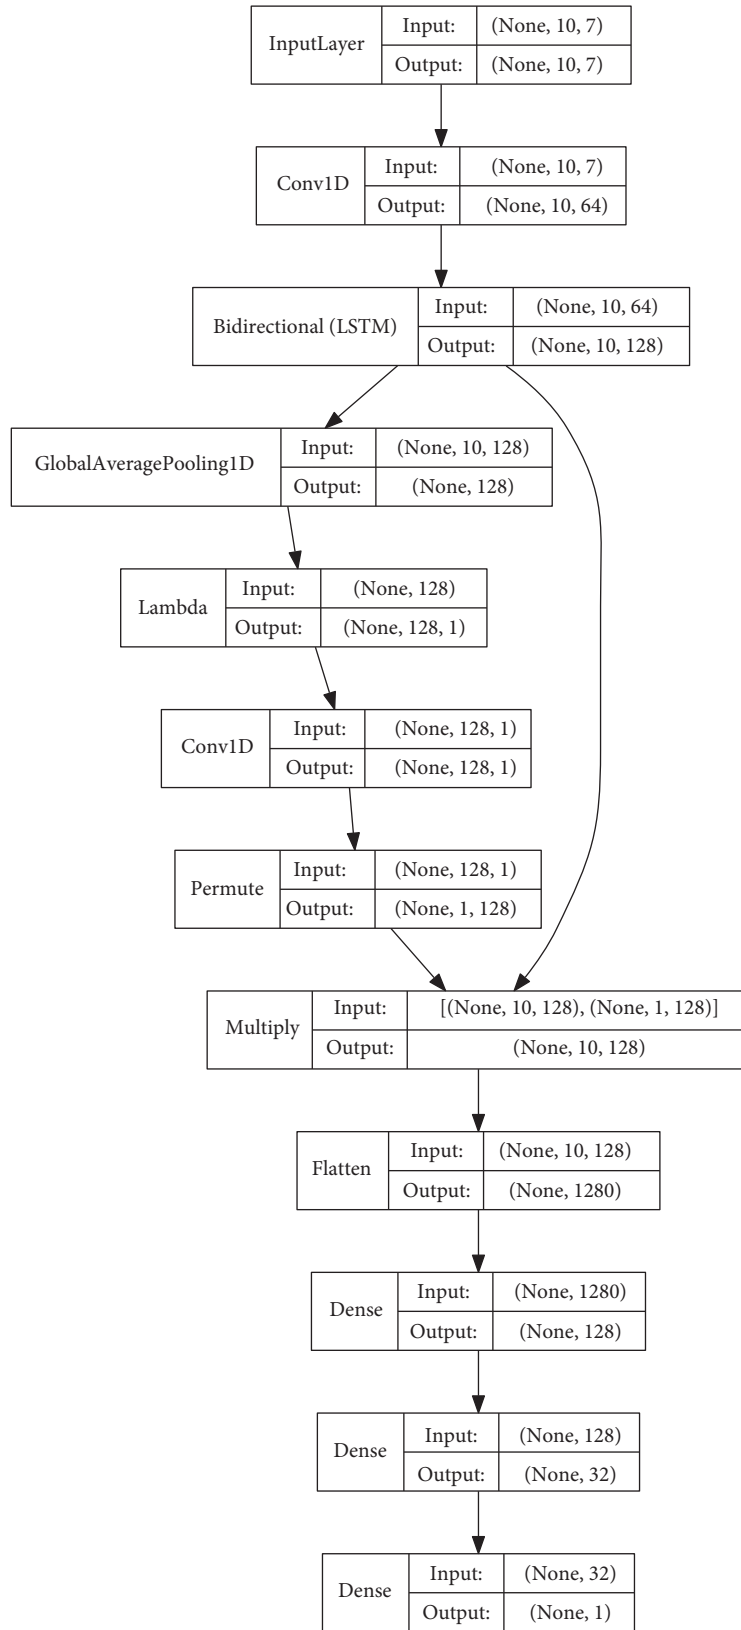 InputLayer
Input: (None, 10, 7)
Output: (None, 10, 7)
Conv1D
Input: (None, 10, 7)
Output: (None, 10, 64)
Bidirectional (LSTM)
Input: (None, 10, 64)
Output: (None, 10, 128)
GlobalAveragePooling1D
Input: (None, 10, 128)
Output: (None, 128)
Lambda
Input: (None, 128)
Output: (None, 128, 1)
Conv1D
Input: (None, 128, 1)
Output: (None, 128, 1)
Permute
Input: (None, 128, 1)
Output: (None, 1, 128)
Multiply
Input: [(None, 10, 128), (None, 1, 128)]
Output: (None, 10, 128)
Flatten
Input: (None, 10, 128)
Output: (None, 1280)
Dense
Input: (None, 1280)
Output: (None, 128)
Dense
Input: (None, 128)
Output: (None, 32)
Dense
Input: (None, 32)
Output: (None, 1)